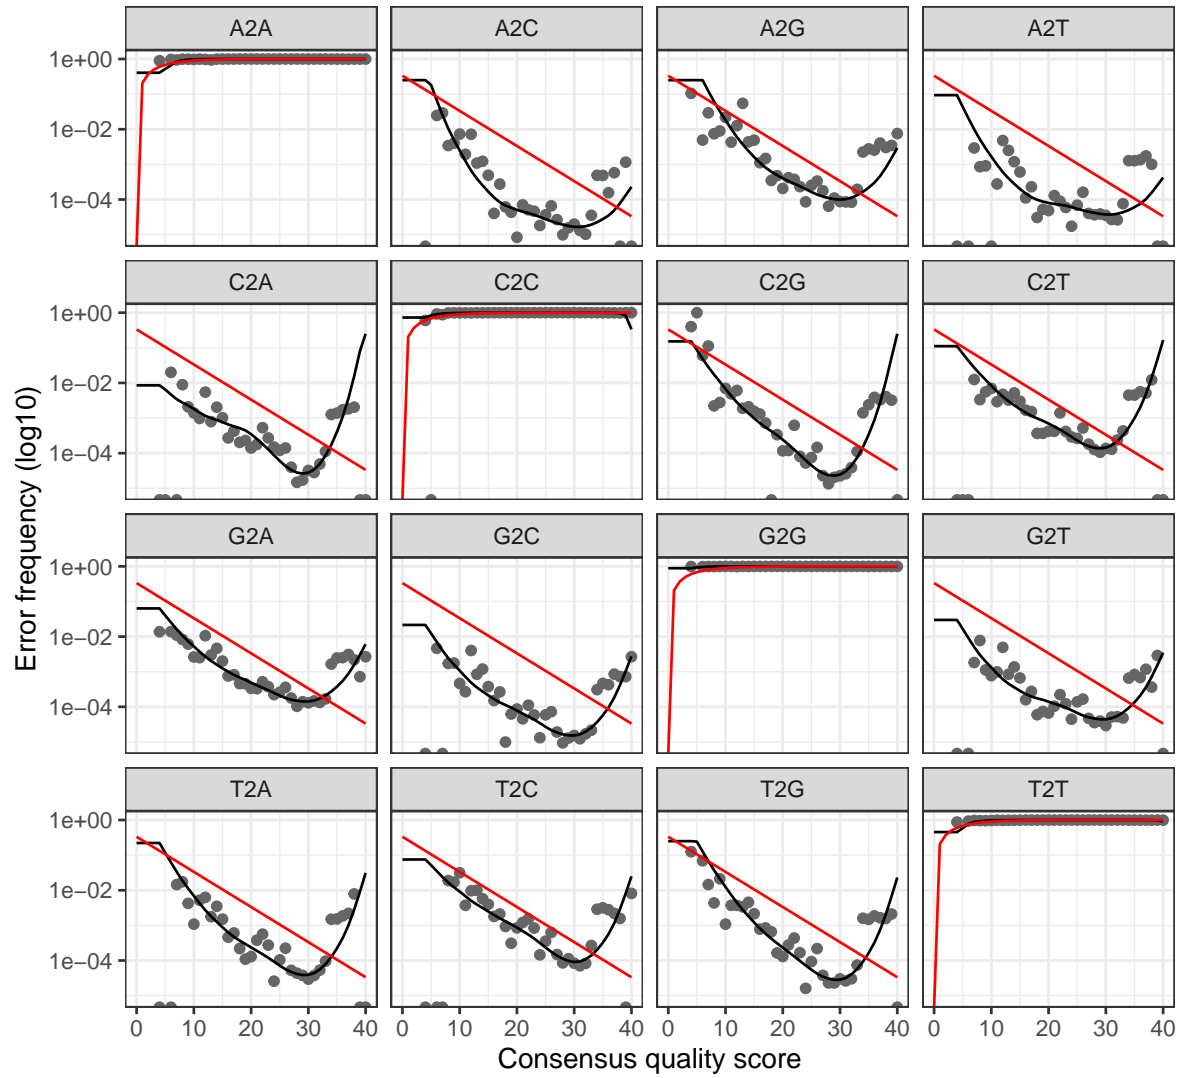 A2A A2C A2G A2T
1e+00
1e−02
1e−04
C2A C2C C2G C2T
1e+00
1e−02
1e−04
G2A G2C G2G G2T
1e+00
1e−02
1e−04
T2A T2C T2G T2T
1e+00
1e−02
1e−04
0 10 20 30 40 0 10 20 30 40 0 10 20 30 40 0 10 20 30 40
Consensus quality score
Error frequency (log10)